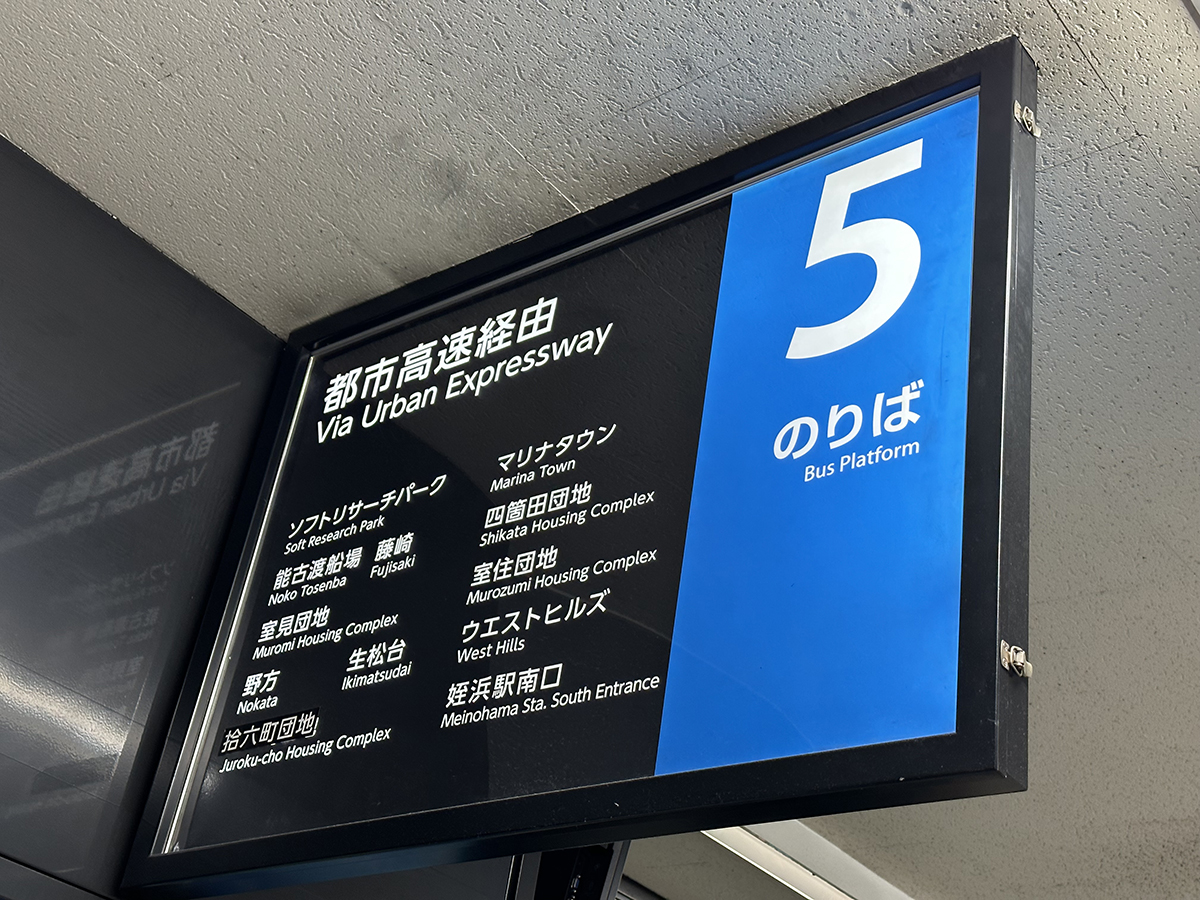 都市高速経由
Via Urban Expressway
ソフトリサーチパーク
Soft Research Park
能古渡船場 藤崎
Noko Tosenba Fujisaki
室見団地
Muromi Housing Complex
野方 生松台
Nokata Ikimatsudai
拾六町団地
Juroku-cho Housing Complex
マリナタウン
Marina Town
四箇田団地
Shikata Housing Complex
室住団地
Murozumi Housing Complex
ウエストヒルズ
West Hills
姪浜駅南口
Meinohama Sta. South Entrance
5
のりば
Bus Platform